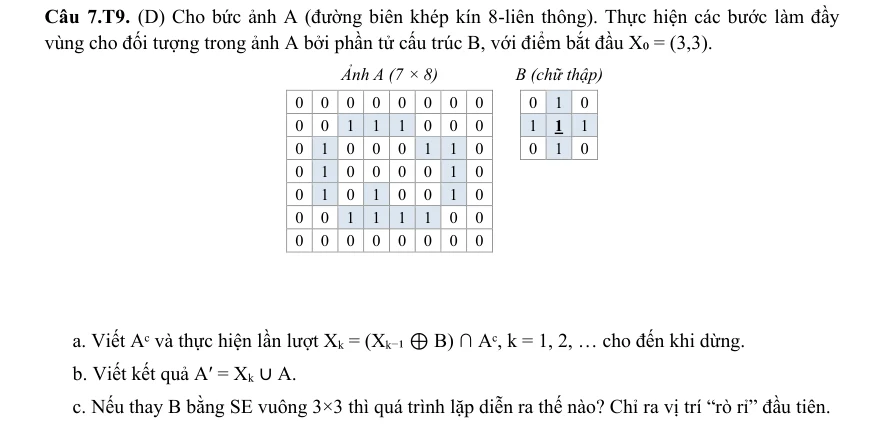 Câu 7.T9. (D) Cho bức ảnh A (đường biên khép kín 8-liên thông). Thực hiện các bước làm đầy
vùng cho đối tượng trong ảnh A bởi phần tử cấu trúc B, với điểm bắt đầu X₀ = (3,3).
Ảnh A (7 × 8) B (chữ thập)
0 0 0 0 0 0 0 0 0 1 0
0 0 1 1 1 0 0 0 1 1 1
0 1 0 0 0 1 1 0 0 1 0
0 1 0 0 0 0 1 0
0 1 0 1 0 0 1 0
0 0 1 1 1 1 0 0
0 0 0 0 0 0 0 0
a. Viết Aᶜ và thực hiện lần lượt Xₖ = (Xₖ₋₁ ⊕ B) ∩ Aᶜ, k = 1, 2, … cho đến khi dừng.
b. Viết kết quả A′ = Xₖ ∪ A.
c. Nếu thay B bằng SE vuông 3×3 thì quá trình lặp diễn ra thế nào? Chỉ ra vị trí “rò rỉ” đầu tiên.